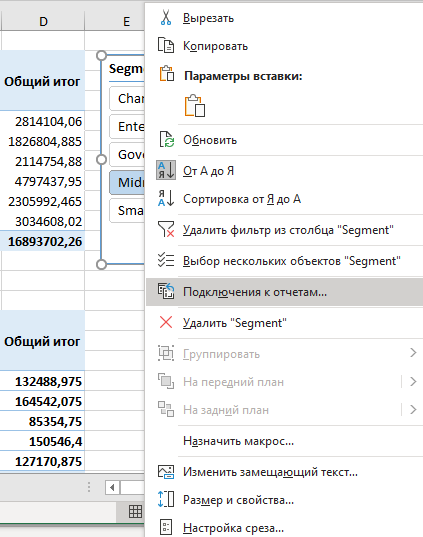 D
E
Общий итог
2814104,06
1826804,885
2114754,88
4797437,95
2305992,465
3034608,02
16893702,26
Общий итог
132488,975
164542,075
85354,75
150546,4
127170,875
Segm
Chan
Ente
Gove
Midm
Sma
Вырезать
Копировать
Параметры вставки:
Обновить
От А до Я
Сортировка от Я до А
Удалить фильтр из столбца "Segment"
Выбор нескольких объектов "Segment"
Подключения к отчетам...
Удалить "Segment"
Группировать
На передний план
На задний план
Назначить макрос...
Изменить замещающий текст...
Размер и свойства...
Настройка среза...